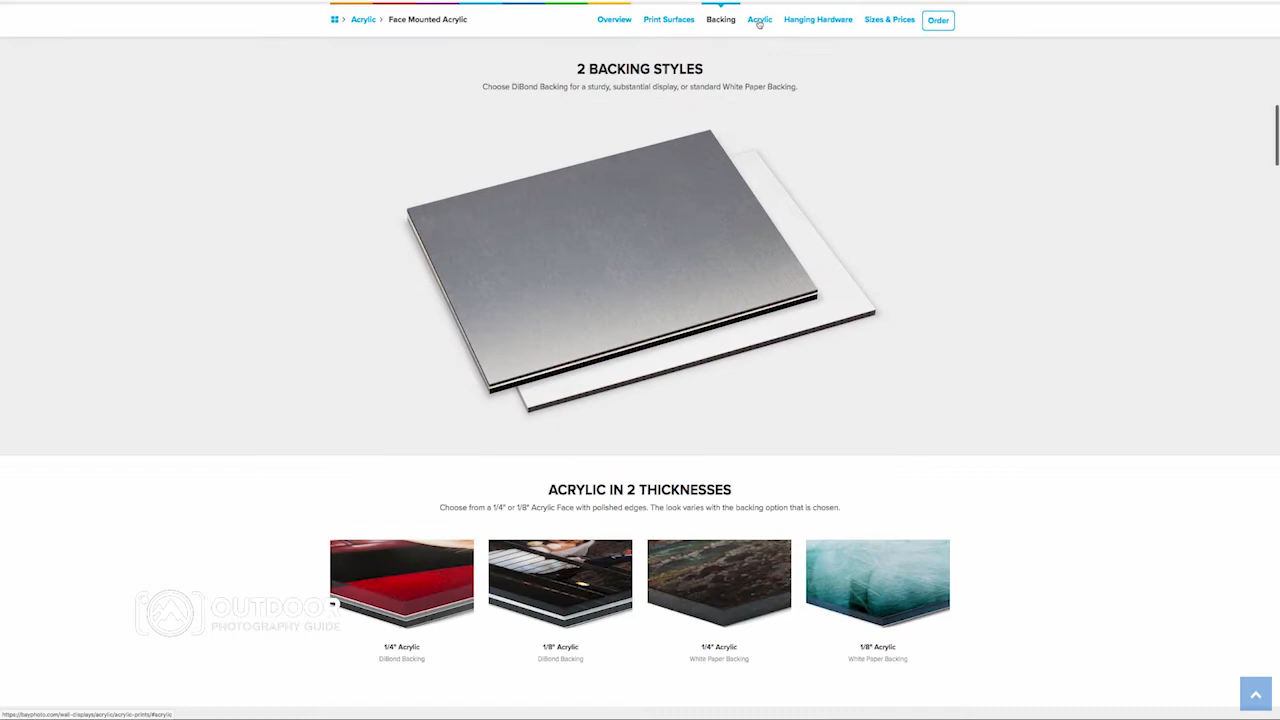 Acrylic > Face Mounted Acrylic
Overview Print Surfaces Backing Acrylic Hanging Hardware Sizes & Prices Order
2 BACKING STYLES
Choose DiBond Backing for a sturdy, substantial display, or standard White Paper Backing.
ACRYLIC IN 2 THICKNESSES
Choose from a 1/4" or 1/8" Acrylic Face with polished edges. The look varies with the backing option that is chosen.
OUTDOOR
PHOTOGRAPHY GUIDE
1/4" Acrylic
DiBond Backing
1/8" Acrylic
DiBond Backing
1/4" Acrylic
White Paper Backing
1/8" Acrylic
White Paper Backing
https://bayphoto.com/wall-displays/acrylic/acrylic-prints/#acrylic